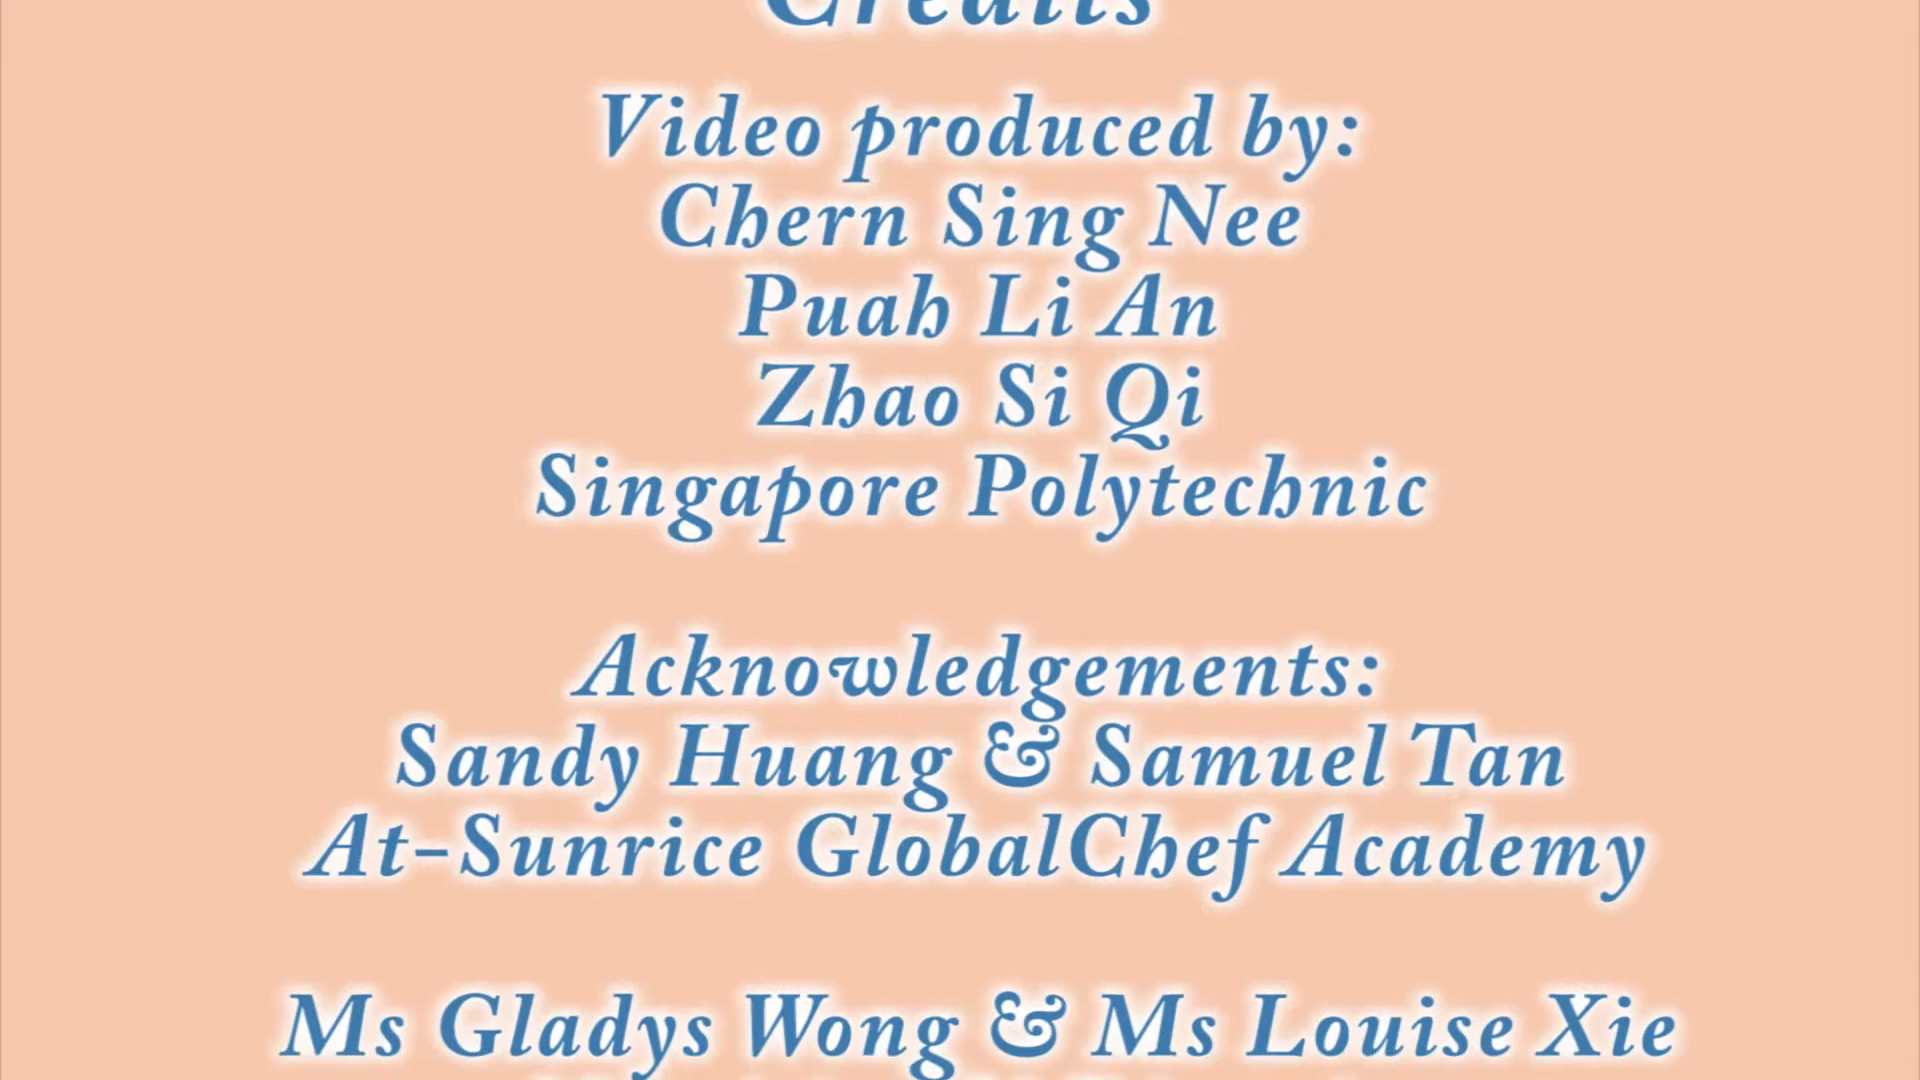 Credits
Video produced by:
Chern Sing Nee
Puah Li An
Zhao Si Qi
Singapore Polytechnic
Acknowledgements:
Sandy Huang & Samuel Tan
At-Sunrice GlobalChef Academy
Ms Gladys Wong & Ms Louise Xie